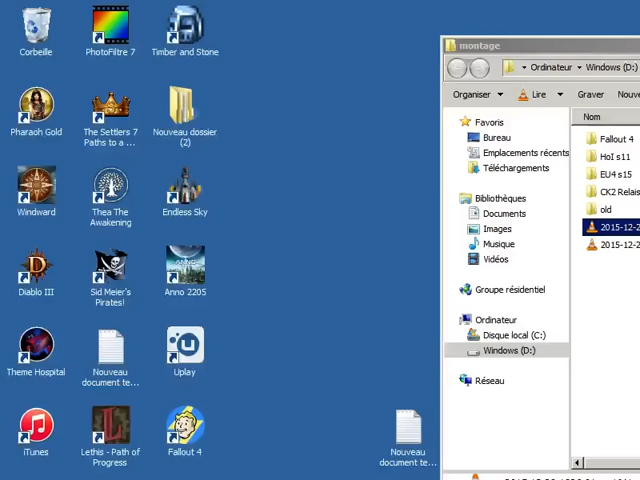 Corbeille
PhotoFiltre 7
Timber and Stone
Pharaoh Gold
The Settlers 7
Paths to a ...
Nouveau dossier
(2)
Windward
Thea The
Awakening
Endless Sky
Diablo III
Sid Meier's
Pirates!
Anno 2205
ANNO
Theme Hospital
Nouveau
document te...
Uplay
iTunes
Lethis - Path of
Progress
Fallout 4
Nouveau
document te...
montage
Ordinateur
Windows (D:)
Organiser
Lire
Graver
Nouve
Favoris
Bureau
Emplacements récents
Téléchargements
Bibliothèques
Documents
Images
Musique
Vidéos
Groupe résidentiel
Ordinateur
Disque local (C:)
Windows (D:)
Réseau
Nom
Fallout 4
HoI s11
EU4 s15
CK2 Relais
old
2015-12-2
2015-12-2